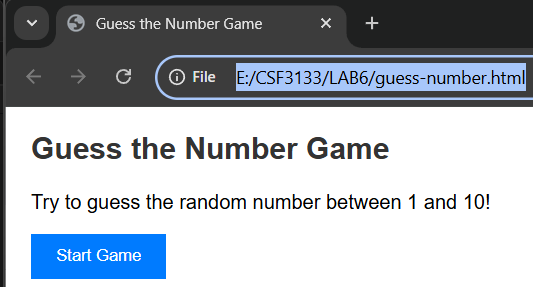 Guess the Number Game
File E:/CSF3133/LAB6/guess-number.html
Guess the Number Game
Try to guess the random number between 1 and 10!
Start Game